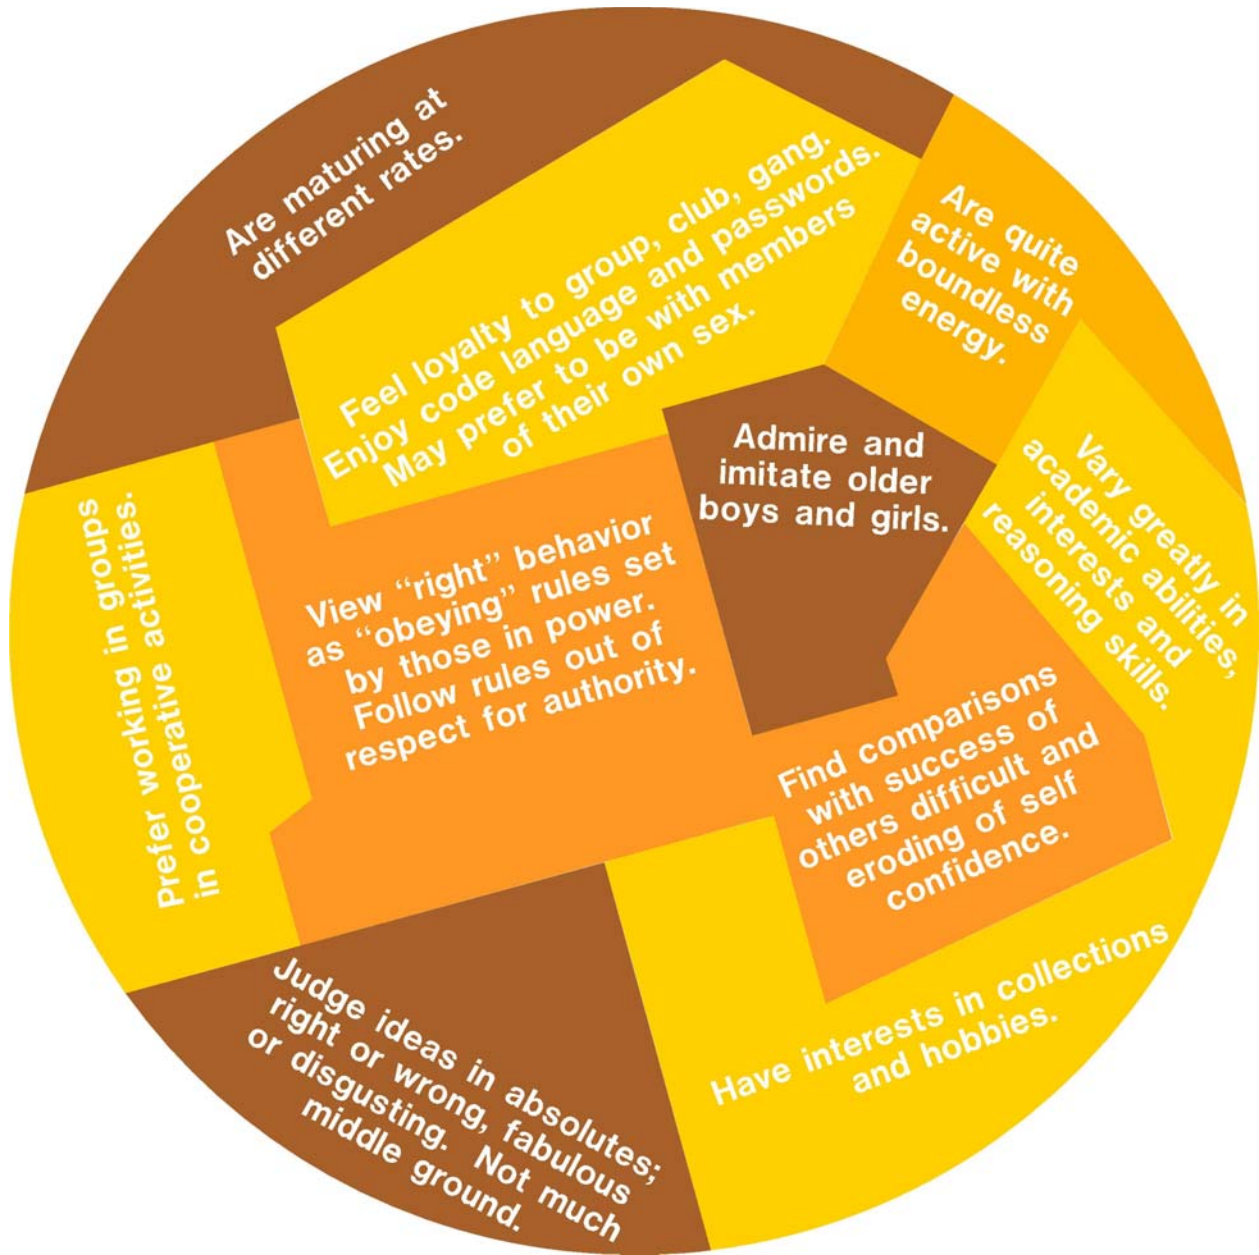 Are maturing at
different rates.
Feel loyalty to group, club, gang.
Enjoy code language and passwords.
May prefer to be with members
of their own sex.
Are quite
active with
boundless
energy.
Admire and
imitate older
boys and girls.
Vary greatly in
academic abilities,
interests and
reasoning skills.
Prefer working in groups
in cooperative activities.
View “right” behavior
as “obeying” rules set
by those in power.
Follow rules out of
respect for authority.
Find comparisons
with success of
others difficult and
eroding of self
confidence.
Judge ideas in absolutes;
right or wrong, fabulous
or disgusting. Not much
middle ground.
Have interests in collections
and hobbies.